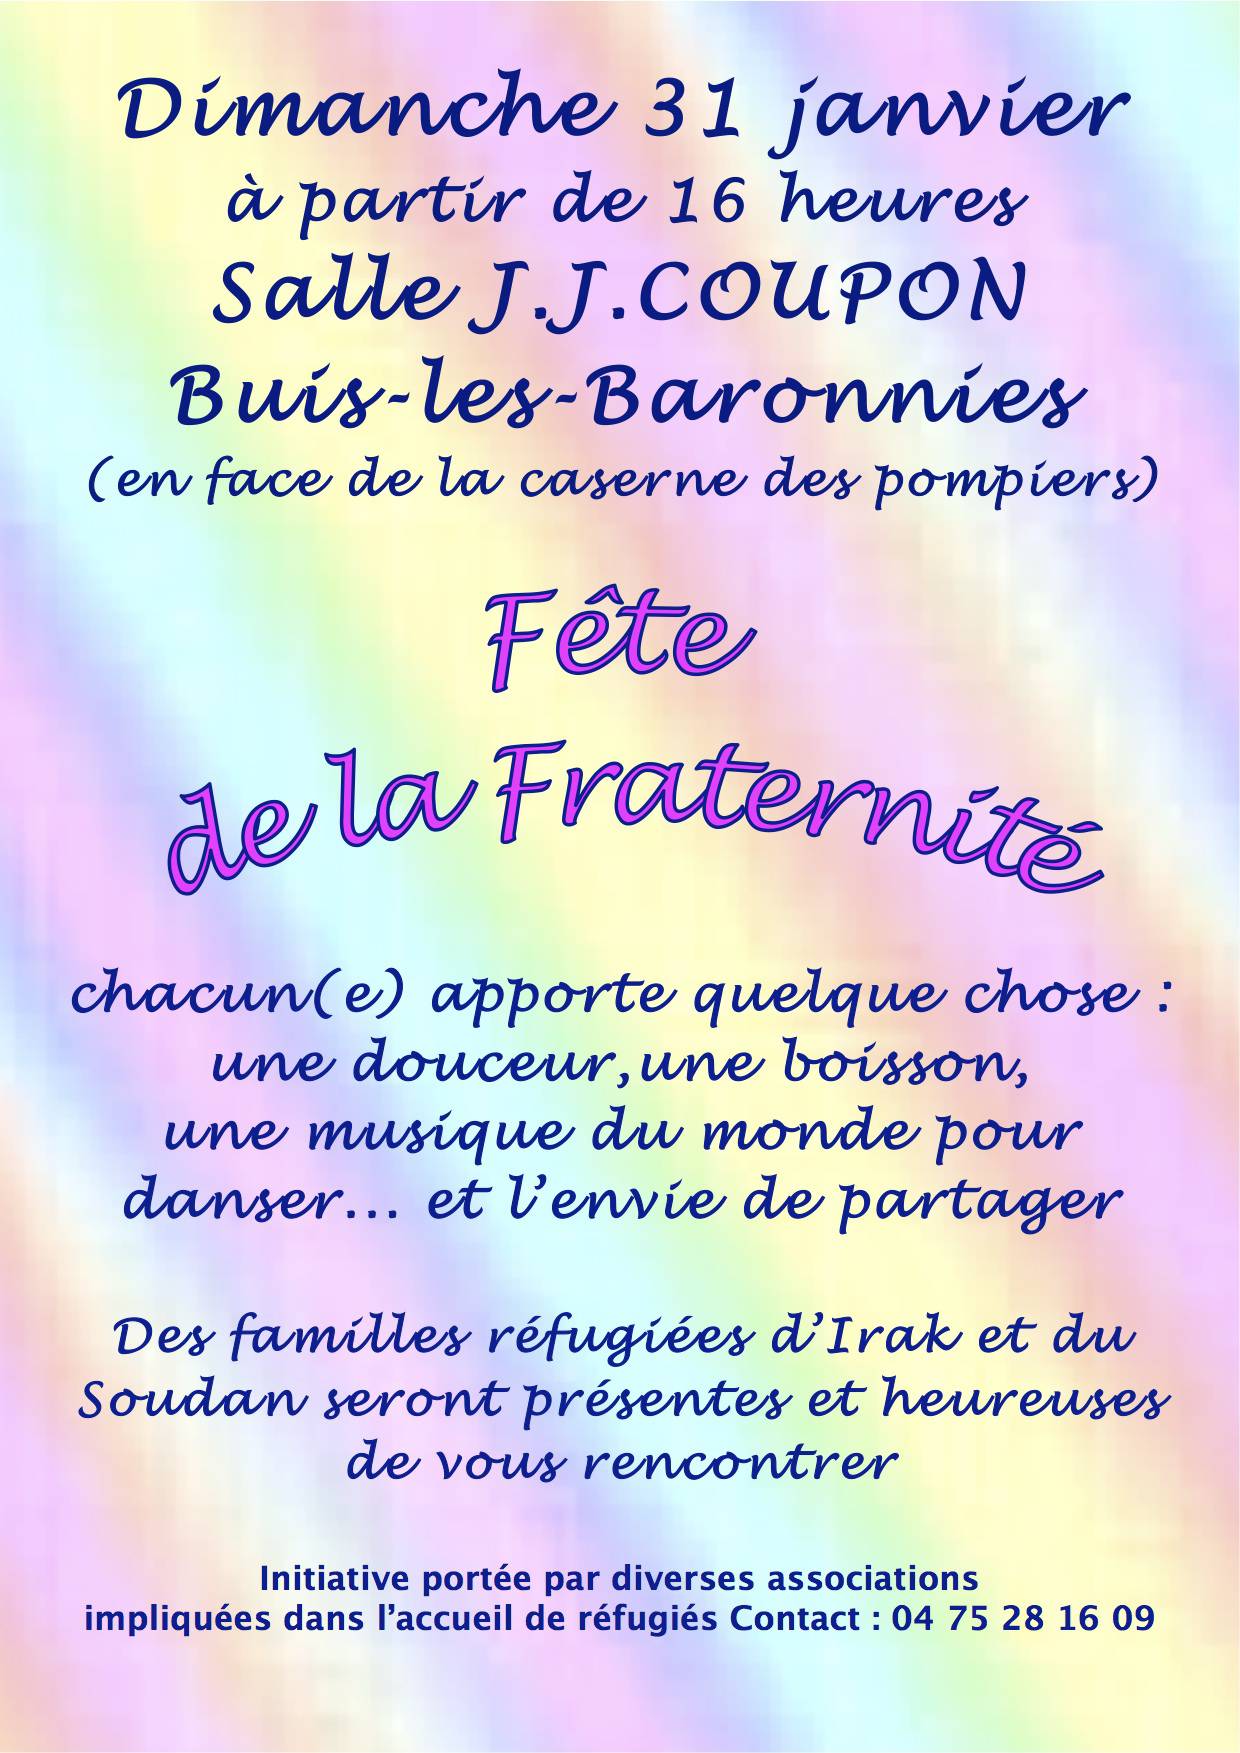 Dimanche 31 janvier
à partir de 16 heures
Salle J.J.COUPON
Buis-les-Baronnies
(en face de la caserne des pompiers)
Fête
de la Fraternité
chacun(e) apporte quelque chose :
une douceur,une boisson,
une musique du monde pour
danser... et l'envie de partager
Des familles réfugiées d'Irak et du
Soudan seront présentes et heureuses
de vous rencontrer
Initiative portée par diverses associations
impliquées dans l'accueil de réfugiés Contact : 04 75 28 16 09